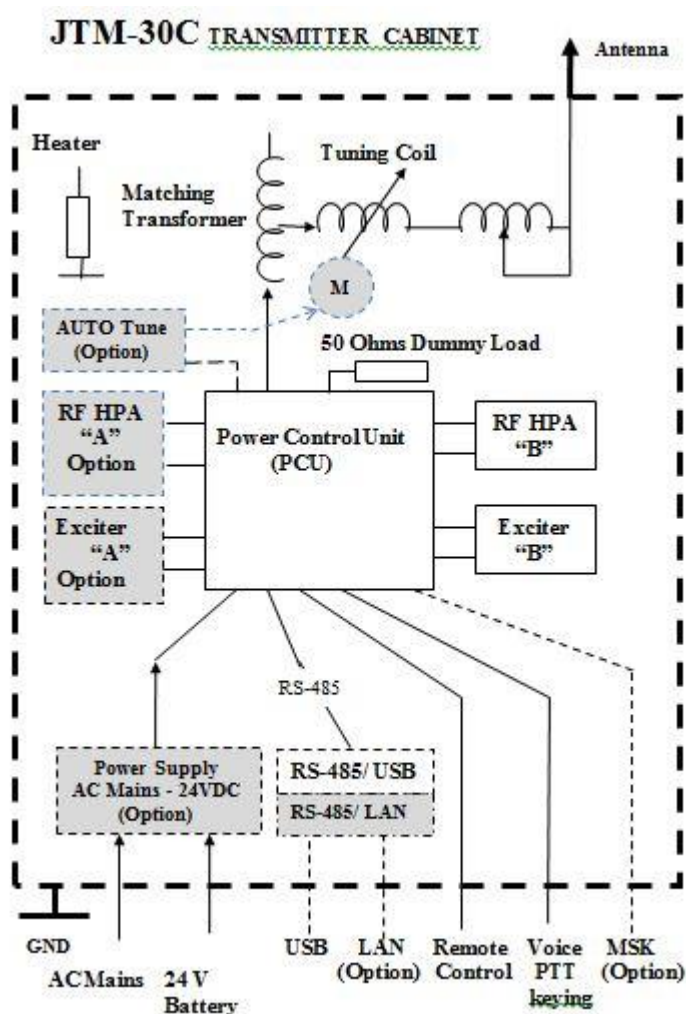 JTM-30C TRANSMITTER CABINET
Antenna
Heater
Tuning Coil
Matching
Transformer
M
AUTO Tune
(Option)
50 Ohms Dummy Load
RF HPA
“A”
Option
Power Control Unit
(PCU)
RF HPA
“B”
Exciter
“A”
Option
Exciter
“B”
RS-485
Power Supply
AC Mains - 24VDC
(Option)
RS-485/ USB
RS-485/ LAN
GND
AC Mains
24 V
Battery
USB
LAN
(Option)
Remote
Control
Voice
PTT
keying
MSK
(Option)